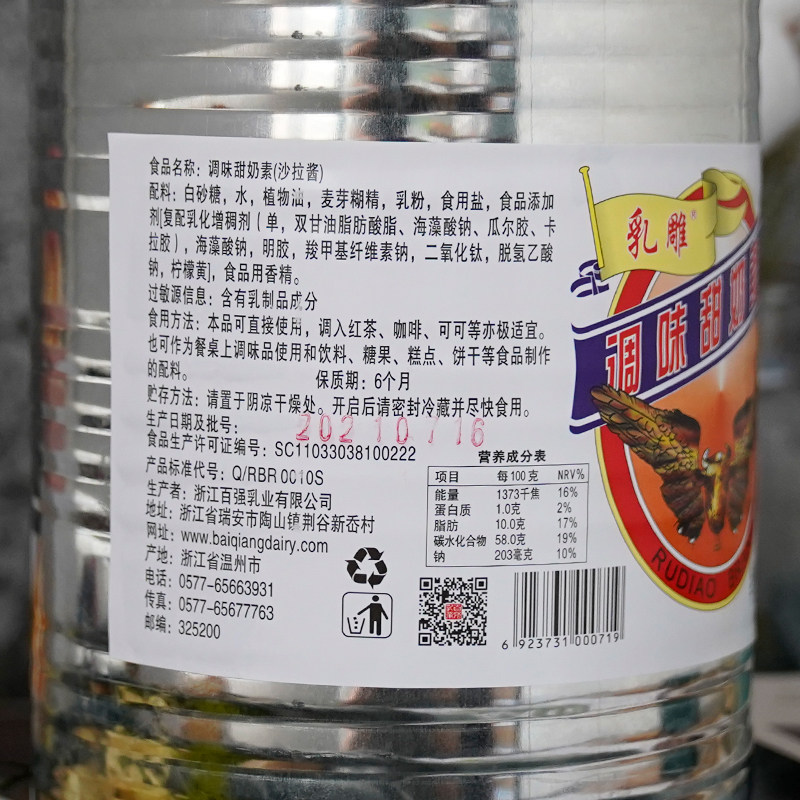 食品名称：调味甜奶素(沙拉酱)
配料：白砂糖，水，植物油，麦芽糊精，乳粉，食用盐，食品添加
剂[复配乳化增稠剂（单，双甘油脂肪酸脂、海藻酸钠、瓜尔胶、卡
拉胶），海藻酸钠，明胶，羧甲基纤维素钠，二氧化钛，脱氢乙酸
钠，柠檬黄]，食品用香精。
过敏源信息：含有乳制品成分
食用方法：本品可直接使用，调入红茶、咖啡、可可等亦极适宜。
也可作为餐桌上调味品使用和饮料、糖果、糕点、饼干等食品制作
的配料。 保质期：6个月
贮存方法：请置于阴凉干燥处。开启后请密封冷藏并尽快食用。
生产日期及批号：
20210716
食品生产许可证编号：SC11033038100222
产品标准代号：Q/RBR 0010S
生产者：浙江百强乳业有限公司
地址：浙江省瑞安市陶山镇荆谷新岙村
网址：www.baiqiangdairy.com
产地：浙江省温州市
电话：0577-65663931
传真：0577-65677763
邮编：325200
营养成分表
项目 每100克 NRV%
能量 1373千焦 16%
蛋白质 1.0克 2%
脂肪 10.0克 17%
碳水化合物 58.0克 19%
钠 203毫克 10%
6 923731 000719
乳雕®
调味甜奶
RUDIAO